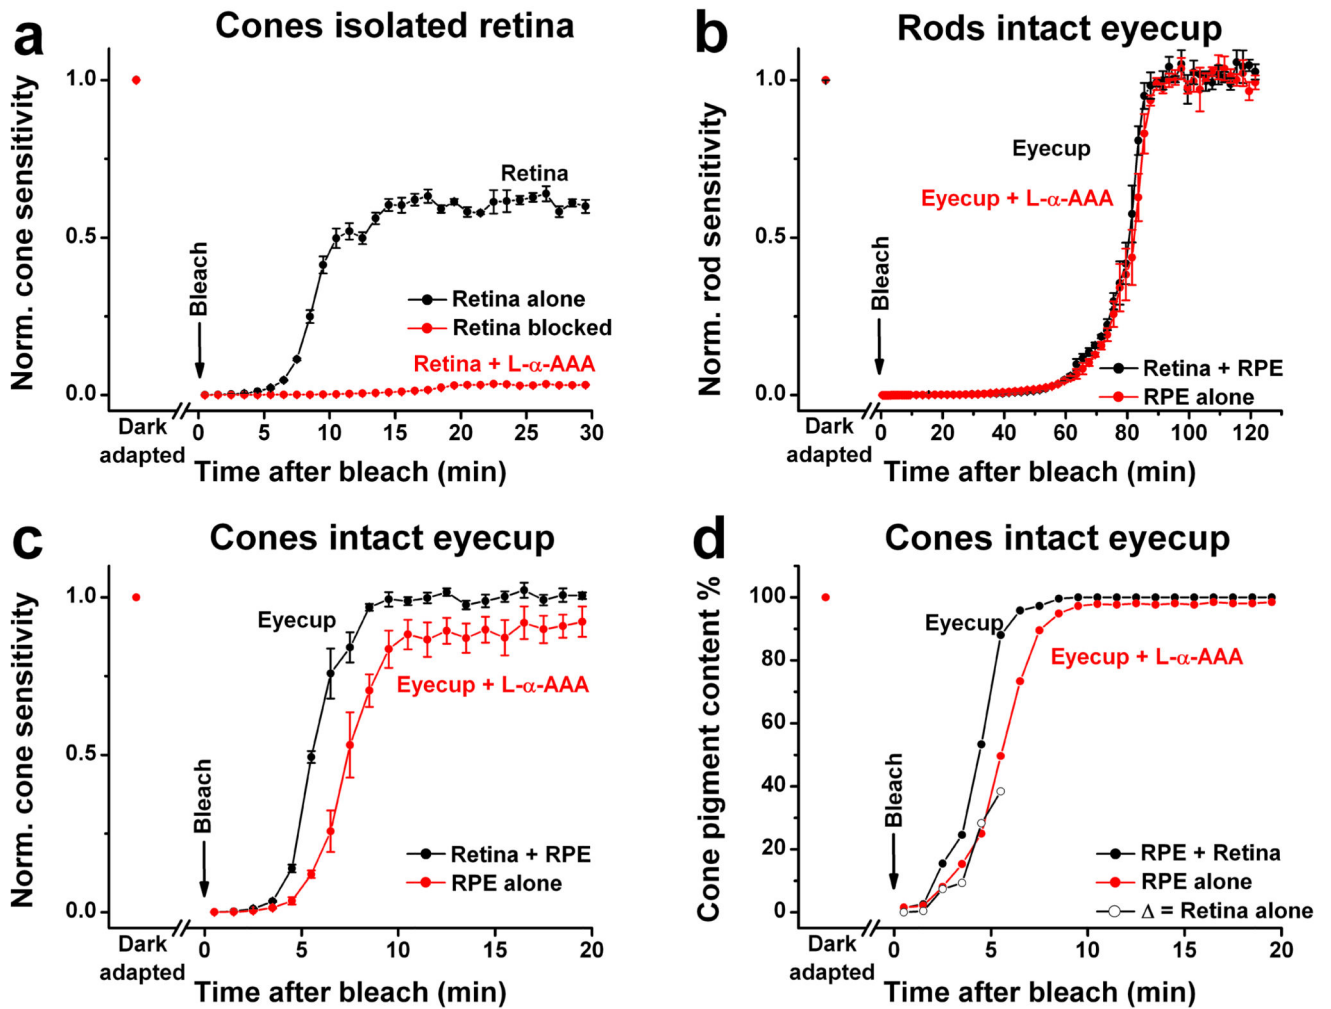 a
Cones isolated retina
Norm. cone sensitivity
1.0
0.5
0.0
Bleach
Retina
Retina alone
Retina blocked
Retina + L-α-AAA
Dark
adapted
0 5 10 15 20 25 30
Time after bleach (min)
b
Rods intact eyecup
Norm. rod sensitivity
1.0
0.5
0.0
Bleach
Eyecup
Eyecup + L-α-AAA
Retina + RPE
RPE alone
Dark
adapted
0 20 40 60 80 100 120
Time after bleach (min)
c
Cones intact eyecup
Norm. cone sensitivity
1.0
0.5
0.0
Bleach
Eyecup
Eyecup + L-α-AAA
Retina + RPE
RPE alone
Dark
adapted
0 5 10 15 20
Time after bleach (min)
d
Cones intact eyecup
Cone pigment content %
100
80
60
40
20
0
Bleach
Eyecup
Eyecup + L-α-AAA
RPE + Retina
RPE alone
Δ = Retina alone
Dark
adapted
0 5 10 15 20
Time after bleach (min)